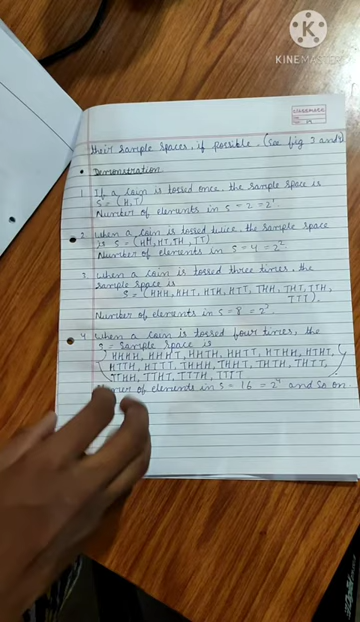 KINEMASTER
classmate
their sample spaces, if possible. (see fig 3 and 4)
• Demonstration
1. If a coin is tossed once, the sample space is
S = (H,T)
Number of elements in S = 2 = 2¹
2. When a coin is tossed twice, the sample space
is S = (HH, HT, TH, TT)
Number of elements in S = 4 = 2²
3. When a coin is tossed three times, the
sample space is
S = (HHH, HHT, HTH, HTT, THH, THT, TTH,
TTT).
Number of elements in S = 8 = 2³
4. When a coin is tossed four times, the
sample space is
HHHH, HHHT, HHTH, HHTT, HTHH, HTHT,
HTTH, HTTT, THHH, THHT, THTH, THTT,
TTHH, TTHT, TTTH, TTTT
of elements in S = 16 = 2⁴ and so on